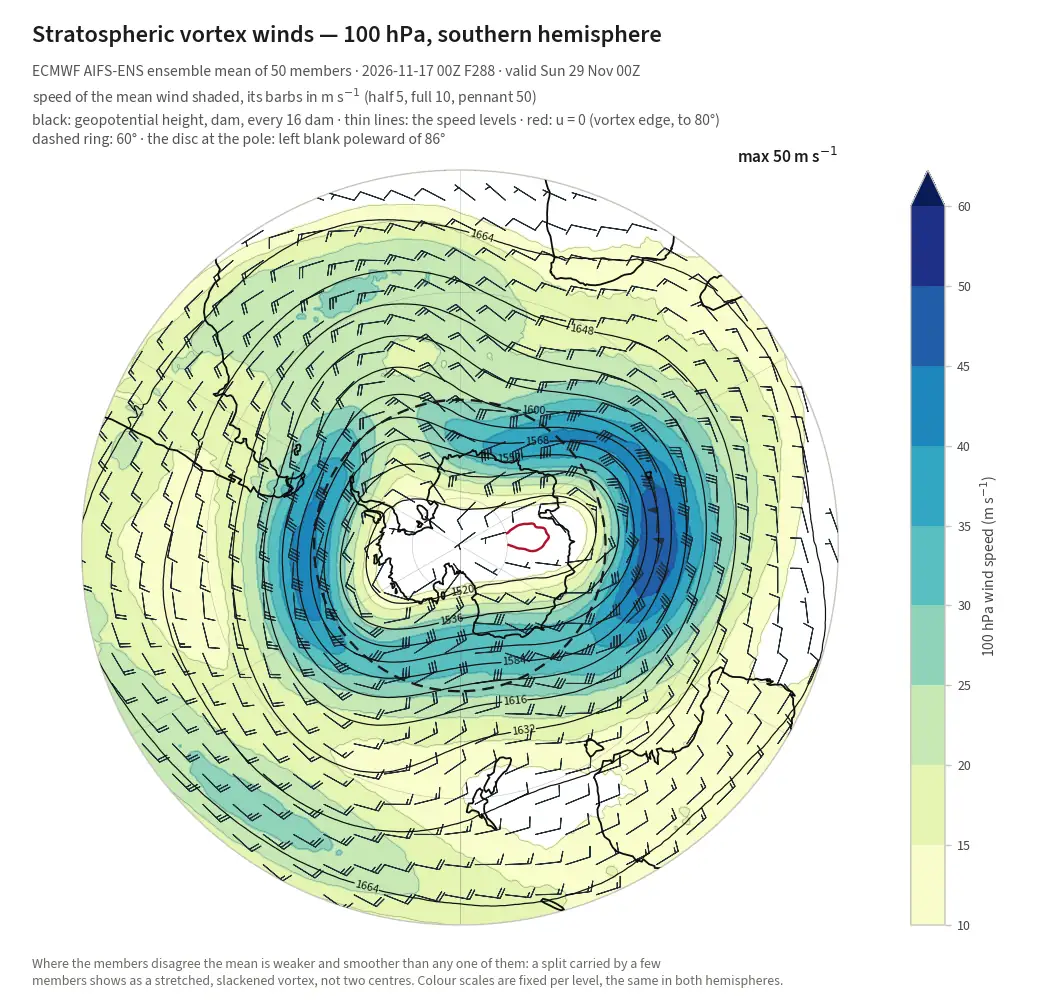 Stratospheric vortex winds — 100 hPa, southern hemisphere
ECMWF AIFS-ENS ensemble mean of 50 members · 2026-11-17 00Z F288 · valid Sun 29 Nov 00Z
speed of the mean wind shaded, its barbs in m s⁻¹ (half 5, full 10, pennant 50)
black: geopotential height, dam, every 16 dam · thin lines: the speed levels · red: u = 0 (vortex edge, to 80°)
dashed ring: 60° · the disc at the pole: left blank poleward of 86°
max 50 m s⁻¹
1664
1648
1600
1568
1520
1536
1584
1616
1632
1664
60
50
45
40
35
30
25
20
15
10
100 hPa wind speed (m s⁻¹)
Where the members disagree the mean is weaker and smoother than any one of them: a split carried by a few
members shows as a stretched, slackened vortex, not two centres. Colour scales are fixed per level, the same in both hemispheres.